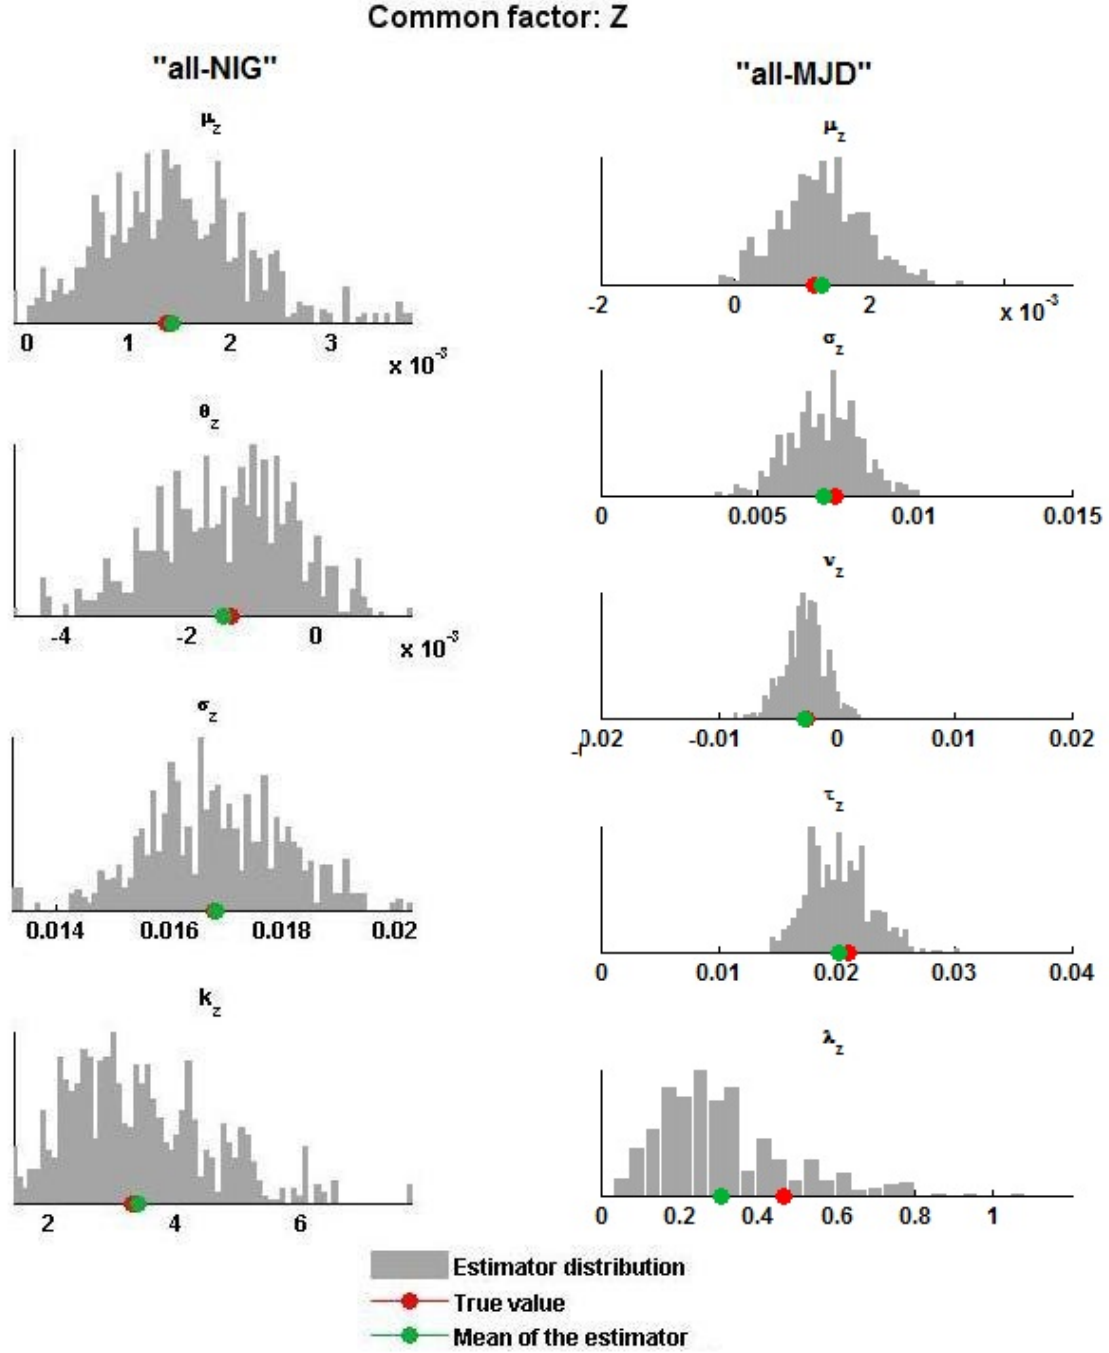 Common factor: Z
"all-NIG"
μz
0 1 2 3
x 10^-3
θz
-4 -2 0
x 10^-3
σz
0.014 0.016 0.018 0.02
kz
2 4 6
"all-MJD"
μz
-2 0 2
x 10^-3
σz
0 0.005 0.01 0.015
νz
0.02 -0.01 0 0.01 0.02
τz
0 0.01 0.02 0.03 0.04
λz
0 0.2 0.4 0.6 0.8 1
Estimator distribution
True value
Mean of the estimator